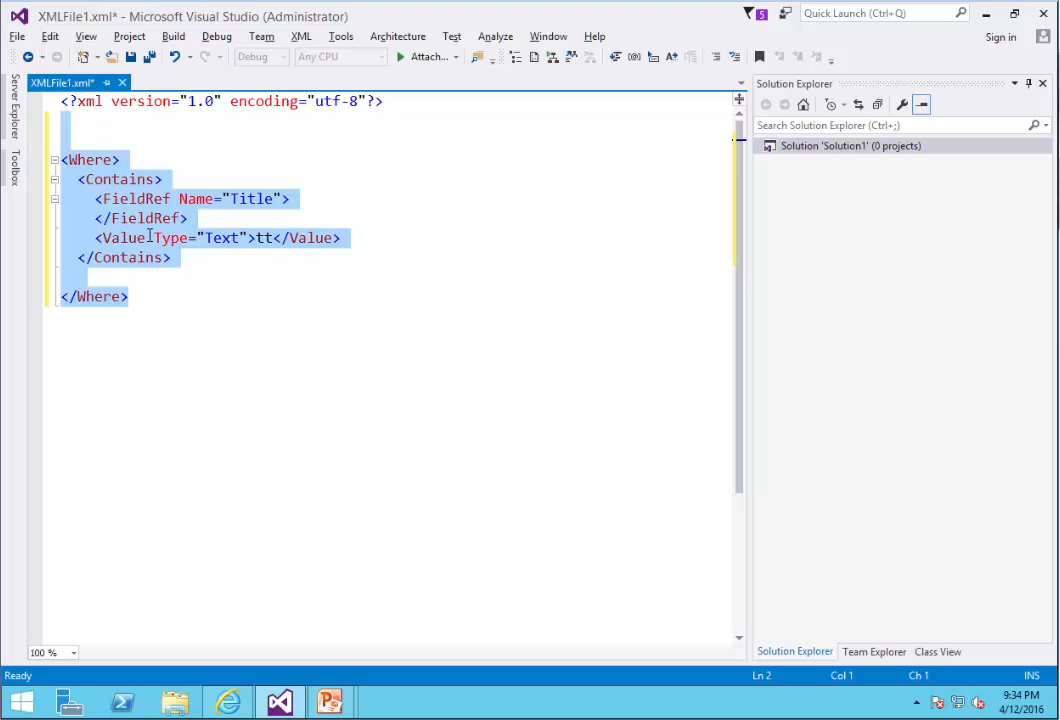 XMLFile1.xml* - Microsoft Visual Studio (Administrator)
5
Quick Launch (Ctrl+Q)
File Edit View Project Build Debug Team XML Tools Architecture Test Analyze Window Help
Sign in
Debug Any CPU Attach...
Server Explorer
Toolbox
XMLFile1.xml*
<?xml version="1.0" encoding="utf-8"?>
<Where>
<Contains>
<FieldRef Name="Title">
</FieldRef>
<Value Type="Text">tt</Value>
</Contains>
</Where>
100 %
Solution Explorer
Search Solution Explorer (Ctrl+;)
Solution 'Solution1' (0 projects)
Solution Explorer Team Explorer Class View
Ready Ln 2 Col 1 Ch 1 INS
9:34 PM
4/12/2016